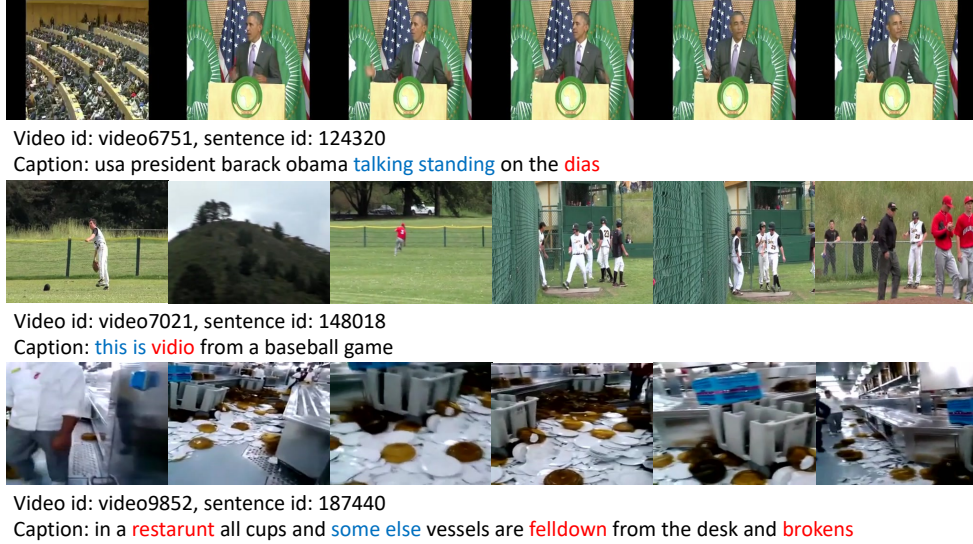 Video id: video6751, sentence id: 124320
Caption: usa president barack obama talking standing on the dias
Video id: video7021, sentence id: 148018
Caption: this is vidio from a baseball game
Video id: video9852, sentence id: 187440
Caption: in a restarunt all cups and some else vessels are felldown from the desk and brokens